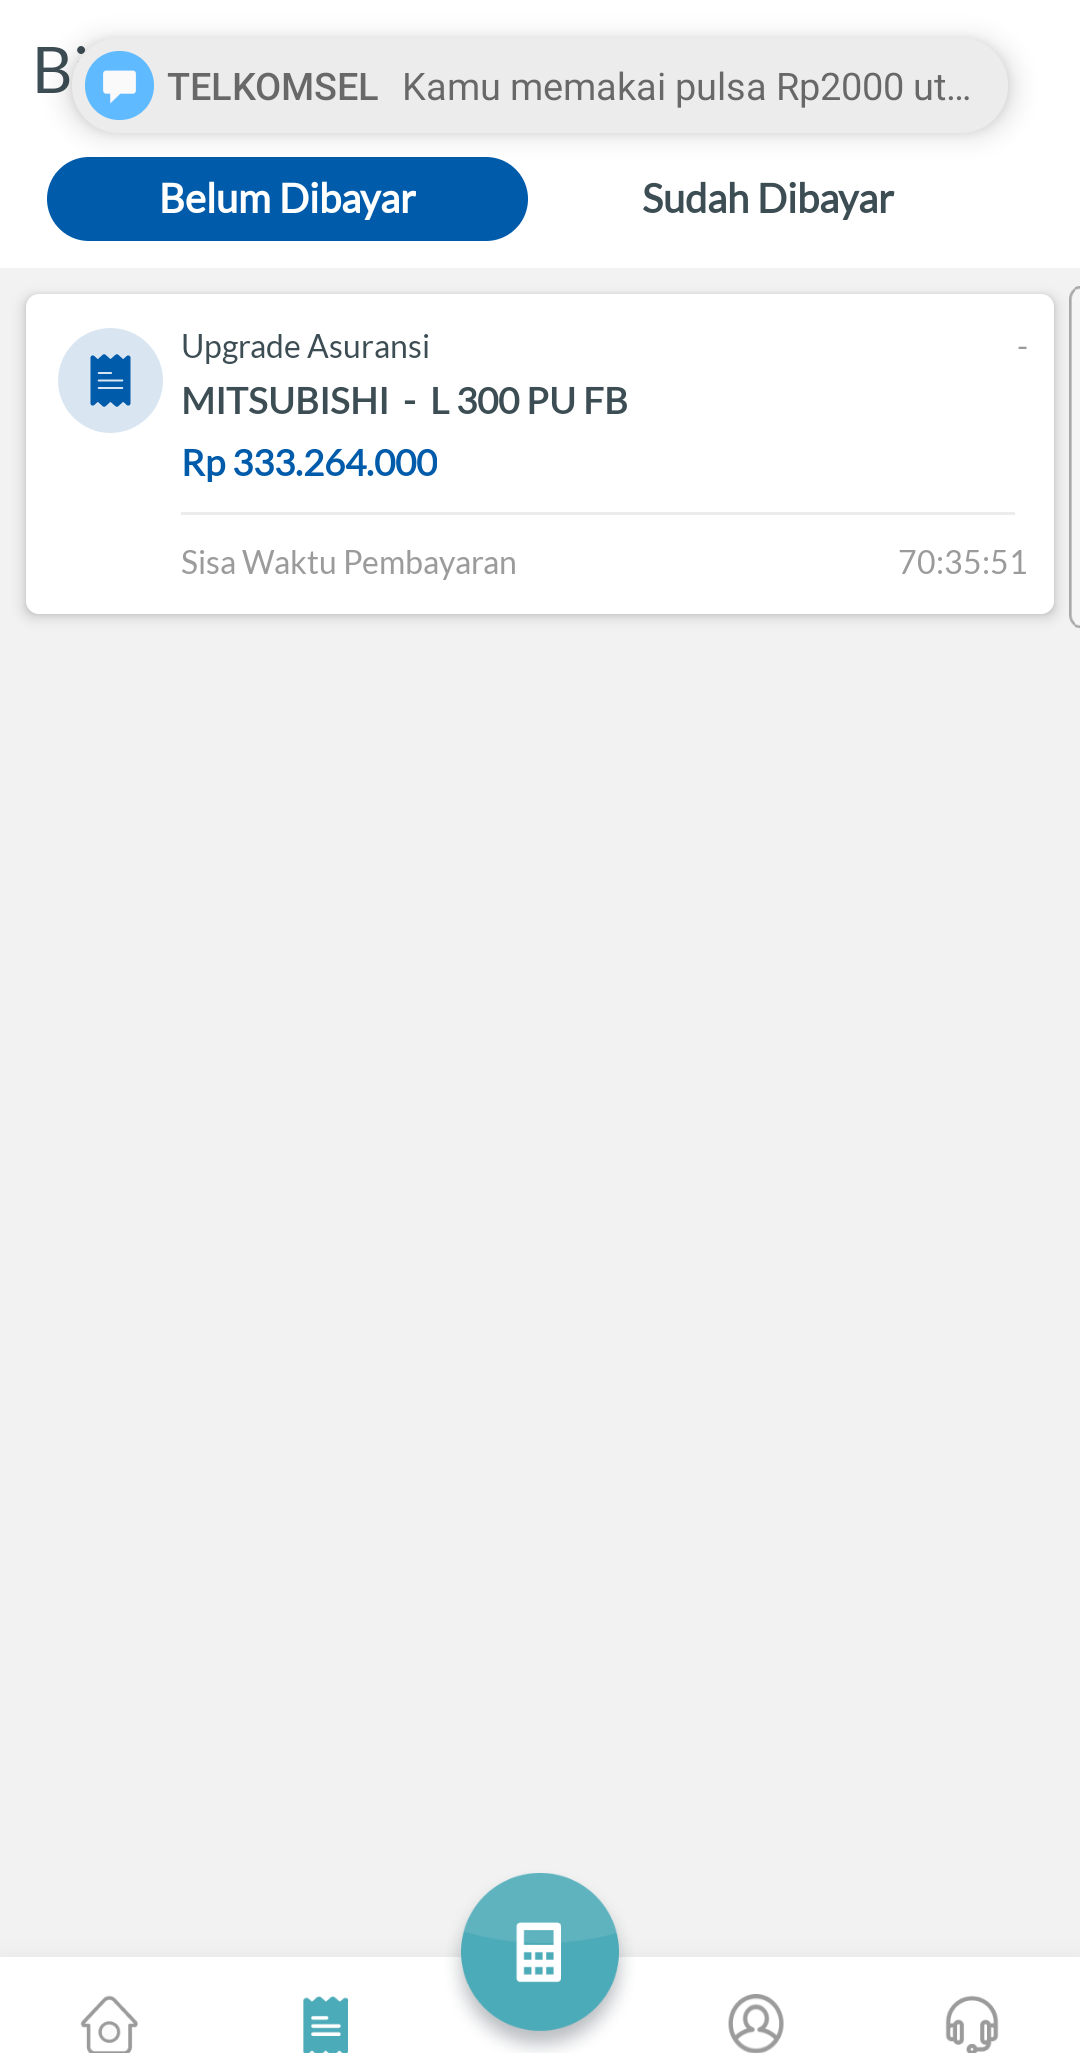 TELKOMSEL Kamu memakai pulsa Rp2000 ut...
Belum Dibayar
Sudah Dibayar
Upgrade Asuransi -
MITSUBISHI - L 300 PU FB
Rp 333.264.000
Sisa Waktu Pembayaran 70:35:51